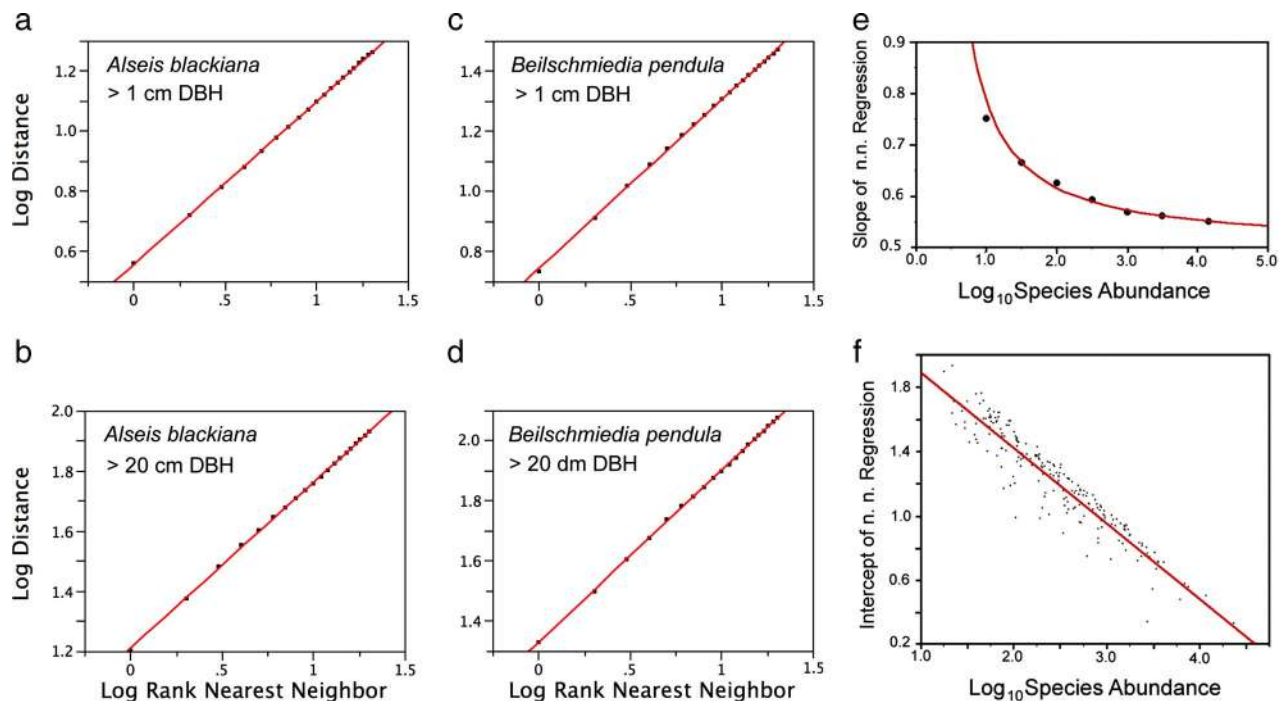 a
Alseis blackiana
> 1 cm DBH
Log Distance
1.2
1.0
0.8
0.6
0
.5
1
1.5
c
Beilschmiedia pendula
> 1 cm DBH
1.4
1.2
1.0
0.8
0
.5
1
1.5
e
Slope of n.n. Regression
0.9
0.8
0.7
0.6
0.5
0.0
1.0
2.0
3.0
4.0
5.0
Log10Species Abundance
b
Alseis blackiana
> 20 cm DBH
Log Distance
2.0
1.8
1.6
1.4
1.2
0
0.5
1.0
1.5
Log Rank Nearest Neighbor
d
Beilschmiedia pendula
> 20 dm DBH
2.0
1.8
1.6
1.4
0
0.5
1.0
1.5
Log Rank Nearest Neighbor
f
Intercept of n. n. Regression
1.8
1.4
1.0
0.6
0.2
1.0
2.0
3.0
4.0
Log10Species Abundance